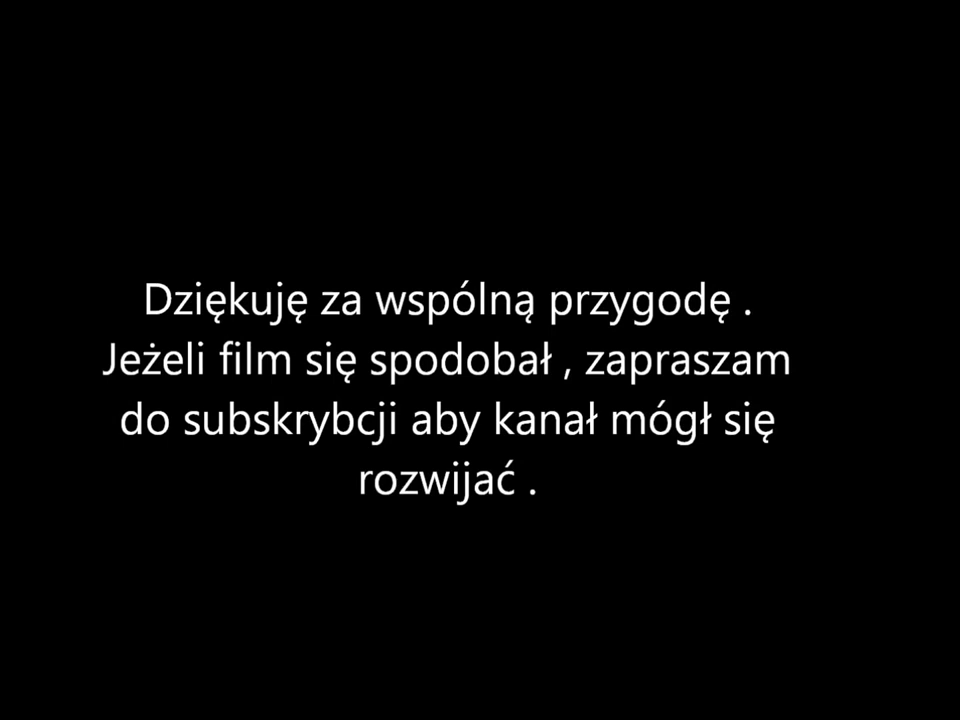 Dziękuję za wspólną przygodę .
Jeżeli film się spodobał , zapraszam
do subskrybcji aby kanał mógł się
rozwijać .